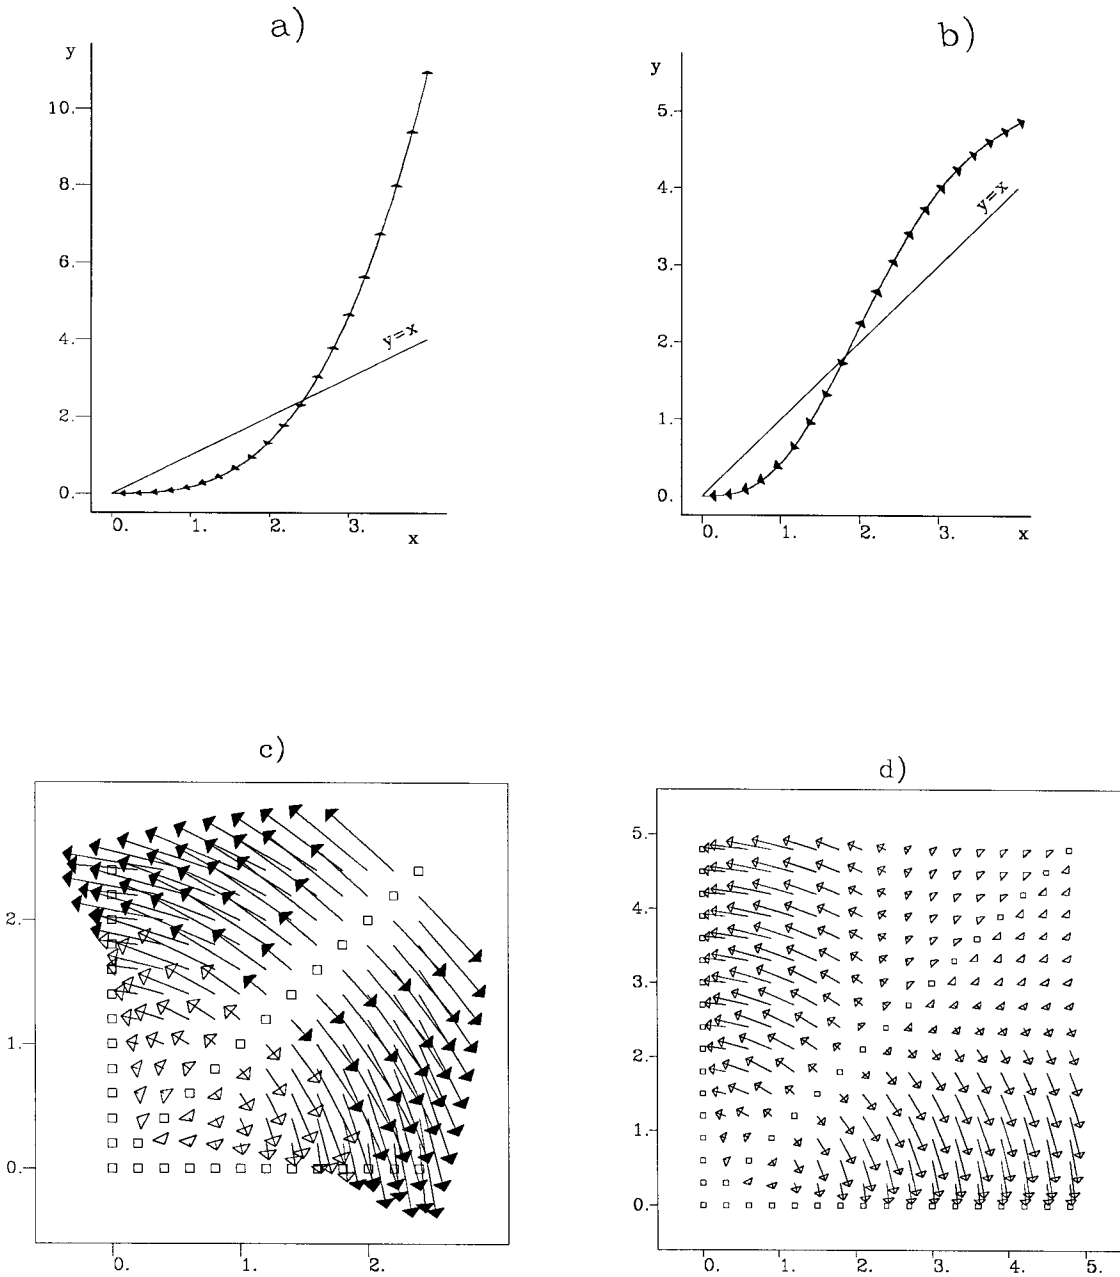 a)
y
10.
8.
6.
4.
2.
0.
y=x
0. 1. 2. 3.
x
b)
y
5.
4.
3.
2.
1.
0.
y=x
0. 1. 2. 3.
x
c)
2.
1.
0.
0. 1. 2.
d)
5.
4.
3.
2.
1.
0.
0. 1. 2. 3. 4. 5.